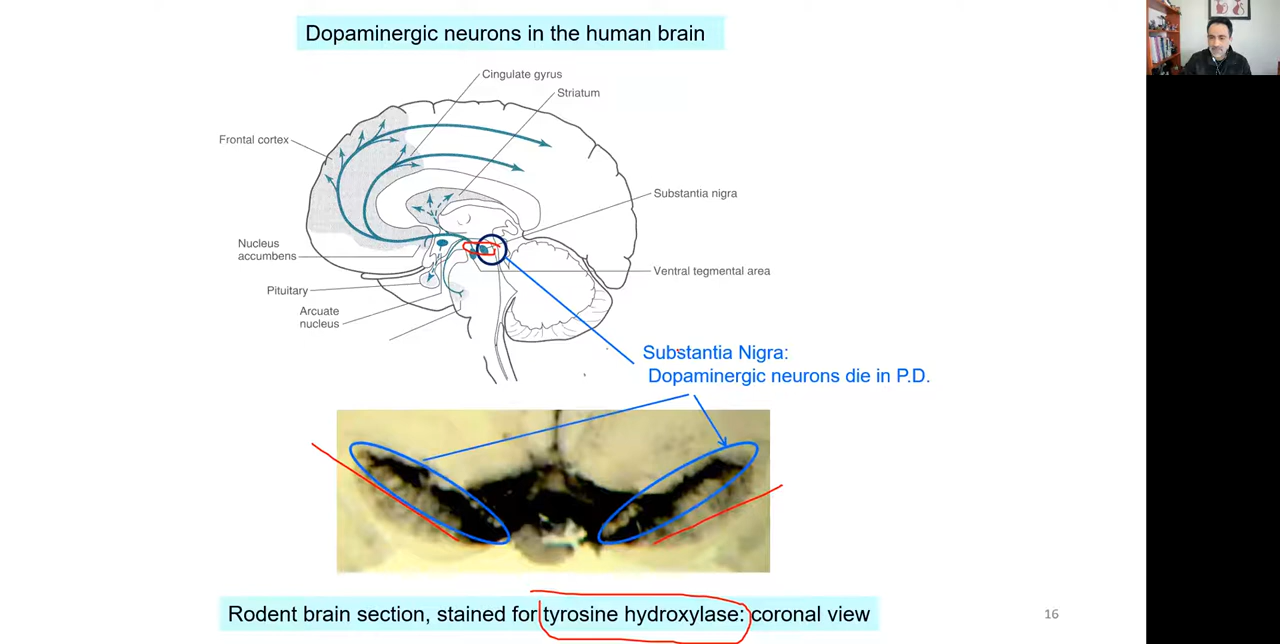 Dopaminergic neurons in the human brain
Cingulate gyrus
Striatum
Frontal cortex
Substantia nigra
Nucleus
accumbens
Ventral tegmental area
Pituitary
Arcuate
nucleus
Substantia Nigra:
Dopaminergic neurons die in P.D.
Rodent brain section, stained for tyrosine hydroxylase: coronal view
16